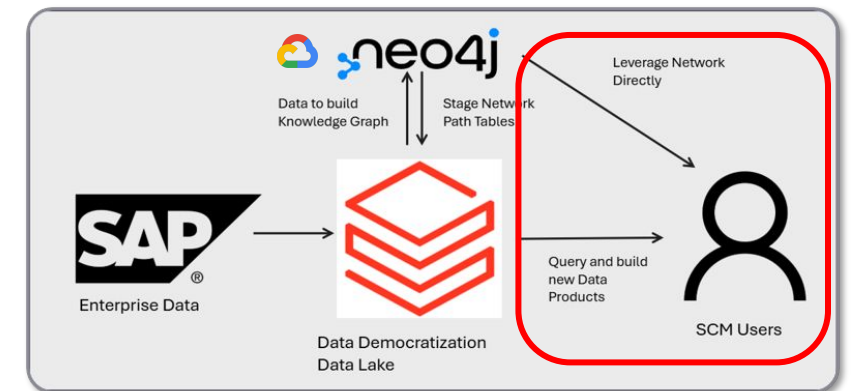 neo4j
Leverage Network
Directly
Data to build
Knowledge Graph
Stage Network
Path Tables
SAP
®
Enterprise Data
Query and build
new Data
Products
SCM Users
Data Democratization
Data Lake